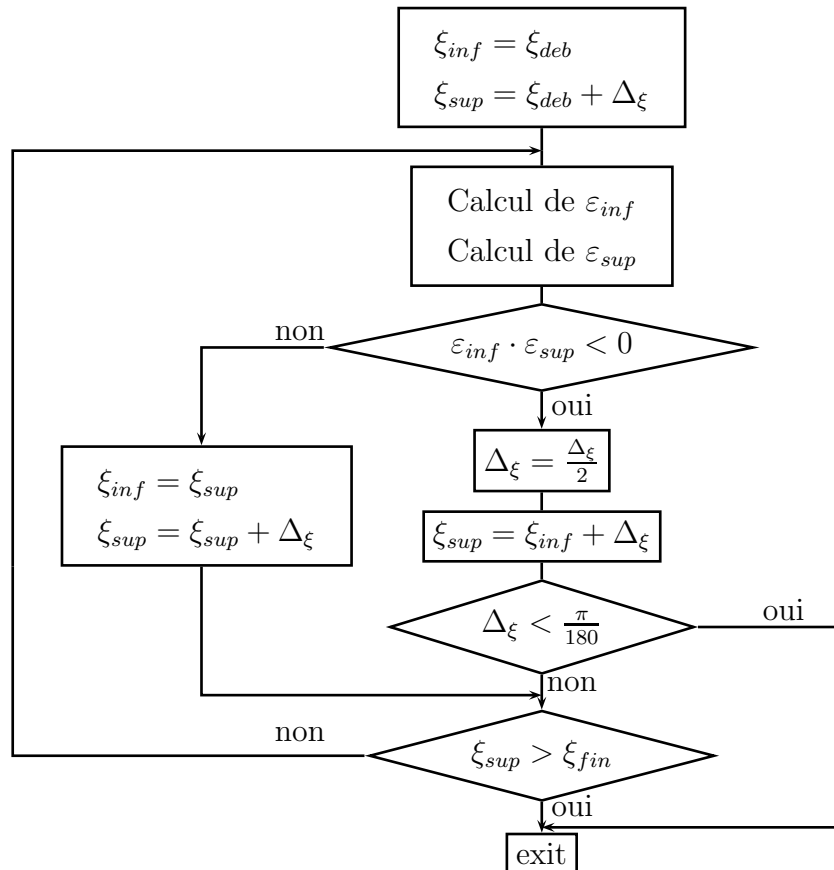 ξ_inf = ξ_deb
ξ_sup = ξ_deb + Δ_ξ
Calcul de ε_inf
Calcul de ε_sup
non
ε_inf · ε_sup < 0
oui
Δ_ξ = Δ_ξ/2
ξ_inf = ξ_sup
ξ_sup = ξ_sup + Δ_ξ
ξ_sup = ξ_inf + Δ_ξ
Δ_ξ < π/180
oui
non
non
ξ_sup > ξ_fin
oui
exit